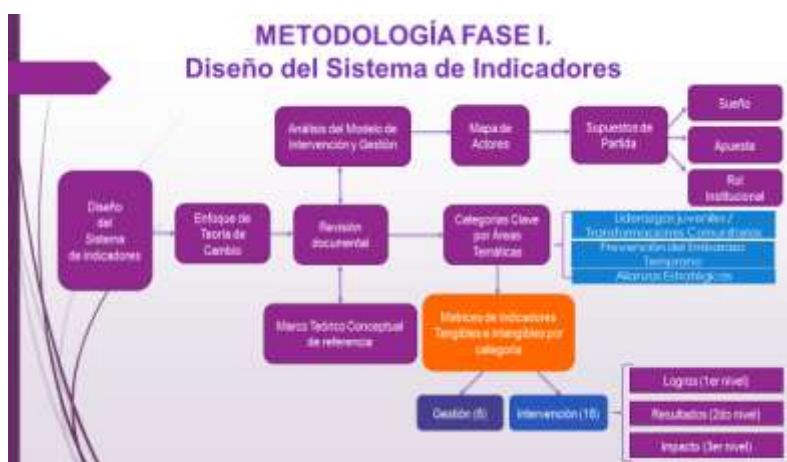 METODOLOGÍA FASE I.
Diseño del Sistema de Indicadores
Análisis del Modelo de
Intervención y Gestión
Mapa de
Actores
Supuestos de
Partida
Sueño
Apuesta
Rol
Institucional
Diseño
del
Sistema
de indicadores
Enfoque de
Teoría de
Cambio
Revisión
documental
Categorías Clave
por Áreas
Temáticas
Liderazgos juveniles /
Transformaciones Comunitarias
Prevención del Embarazo
Temprano
Alianzas Estratégicas
Marco Teórico Conceptual
de referencia
Matrices de Indicadores
Tangibles e intangibles por
categoría
Gestión (6)
Intervención (18)
Logros (1er nivel)
Resultados (2do nivel)
Impacto (3er nivel)